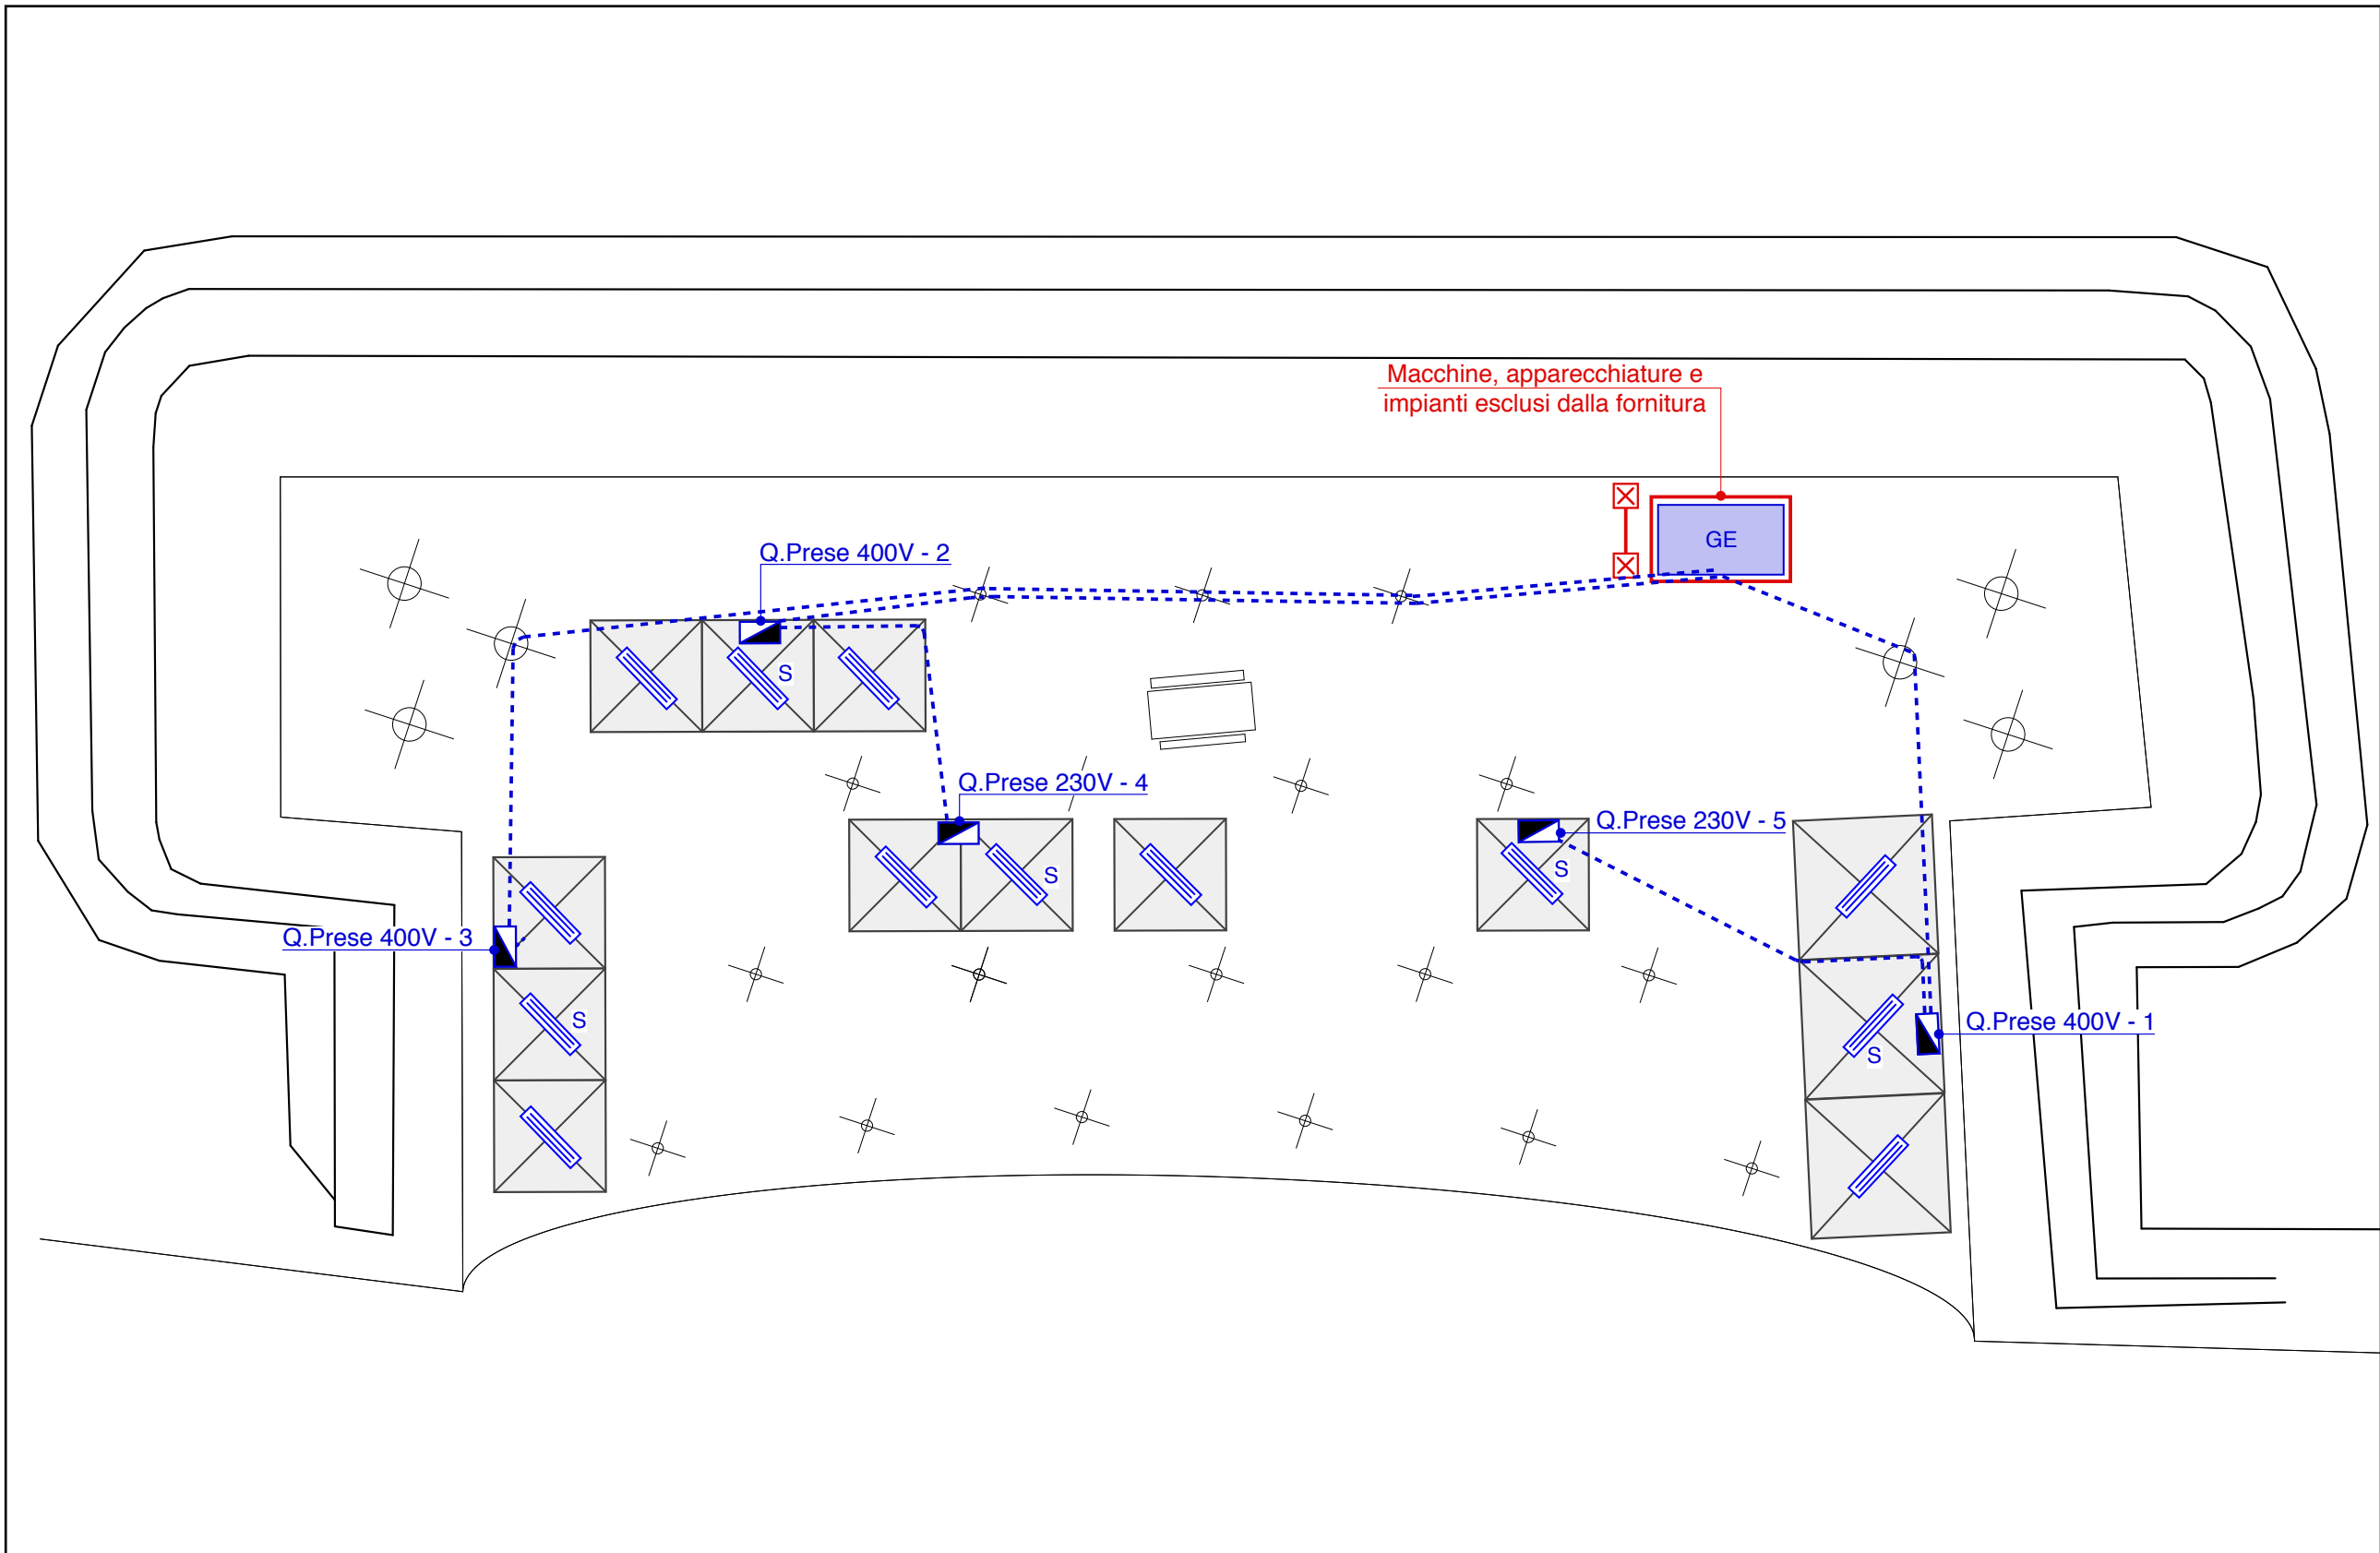 Macchine, apparecchiature e
impianti esclusi dalla fornitura
GE
Q.Prese 400V - 2
S
Q.Prese 230V - 4
S
Q.Prese 230V - 5
S
Q.Prese 400V - 3
S
Q.Prese 400V - 1
S